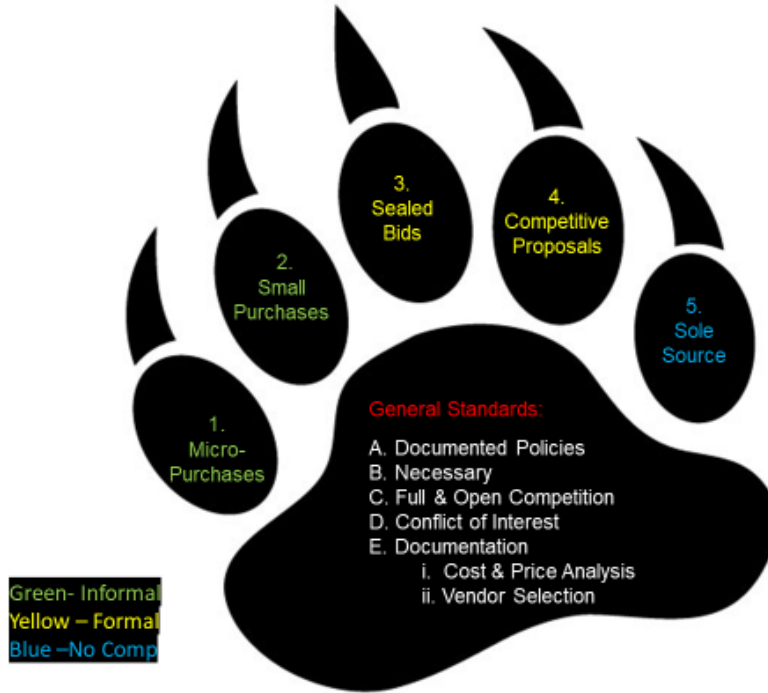 1.
Micro-
Purchases
2.
Small
Purchases
3.
Sealed
Bids
4.
Competitive
Proposals
5.
Sole
Source
General Standards:
A. Documented Policies
B. Necessary
C. Full & Open Competition
D. Conflict of Interest
E. Documentation
i. Cost & Price Analysis
ii. Vendor Selection
Green- Informal
Yellow – Formal
Blue –No Comp